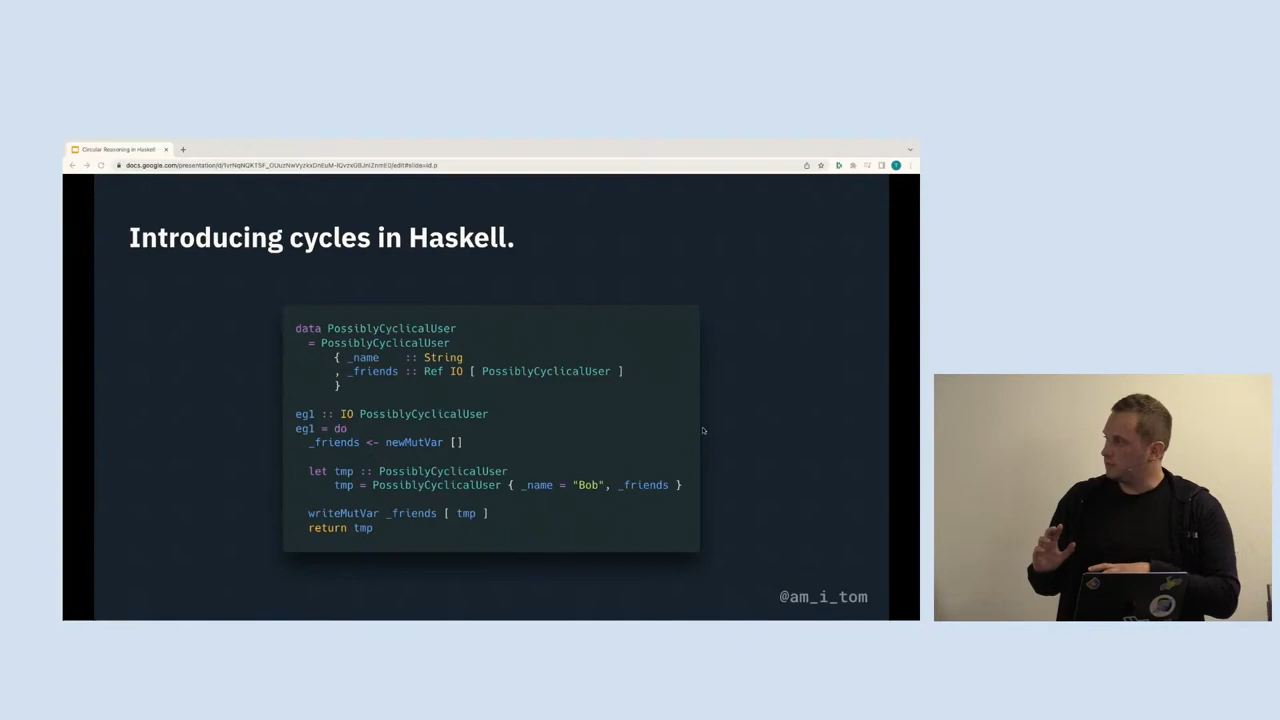 Circular Reasoning in Haskell
Introducing cycles in Haskell.
data PossiblyCyclicalUser
= PossiblyCyclicalUser
{ _name :: String
, _friends :: Ref IO [ PossiblyCyclicalUser ]
}
eg1 :: IO PossiblyCyclicalUser
eg1 = do
_friends <- newMutVar []
let tmp :: PossiblyCyclicalUser
tmp = PossiblyCyclicalUser { _name = "Bob", _friends }
writeMutVar _friends [ tmp ]
return tmp
@am_i_tom